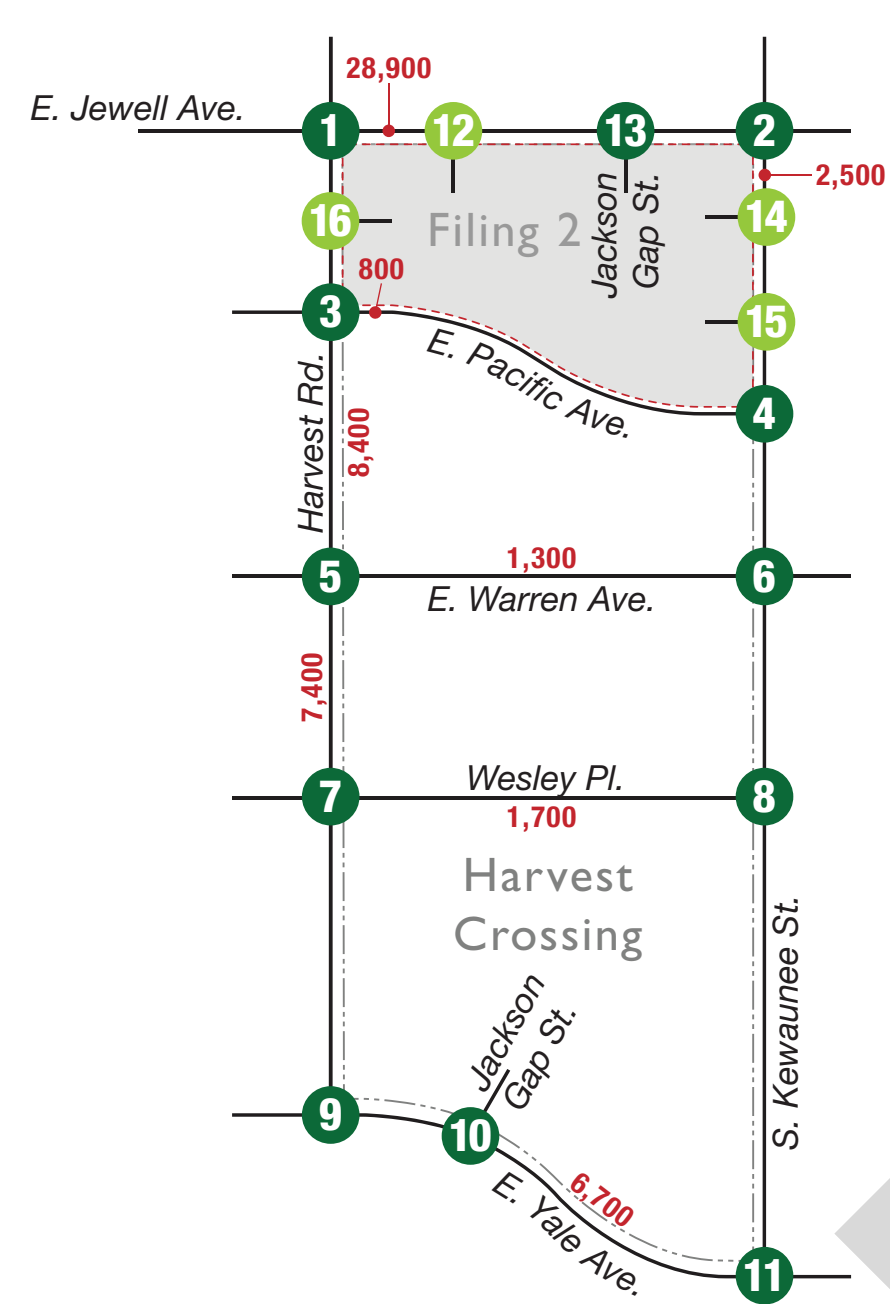 28,900
E. Jewell Ave.
1
12
13
2
2,500
16
Filing 2
Jackson
Gap St.
14
800
3
15
E. Pacific Ave.
4
Harvest Rd.
8,400
1,300
5
6
E. Warren Ave.
7,400
Wesley Pl.
7
8
1,700
Harvest
Crossing
S. Kewaunee St.
Jackson
Gap St.
9
10
6,700
E. Yale Ave.
11